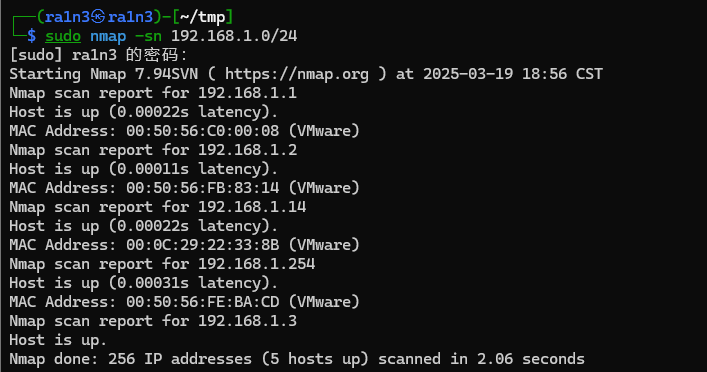 ┌──(ra1n3㉿ra1n3)-[~/tmp]
└─$ sudo nmap -sn 192.168.1.0/24
[sudo] ra1n3 的密码：
Starting Nmap 7.94SVN ( https://nmap.org ) at 2025-03-19 18:56 CST
Nmap scan report for 192.168.1.1
Host is up (0.00022s latency).
MAC Address: 00:50:56:C0:00:08 (VMware)
Nmap scan report for 192.168.1.2
Host is up (0.00011s latency).
MAC Address: 00:50:56:FB:83:14 (VMware)
Nmap scan report for 192.168.1.14
Host is up (0.00022s latency).
MAC Address: 00:0C:29:22:33:8B (VMware)
Nmap scan report for 192.168.1.254
Host is up (0.00031s latency).
MAC Address: 00:50:56:FE:BA:CD (VMware)
Nmap scan report for 192.168.1.3
Host is up.
Nmap done: 256 IP addresses (5 hosts up) scanned in 2.06 seconds